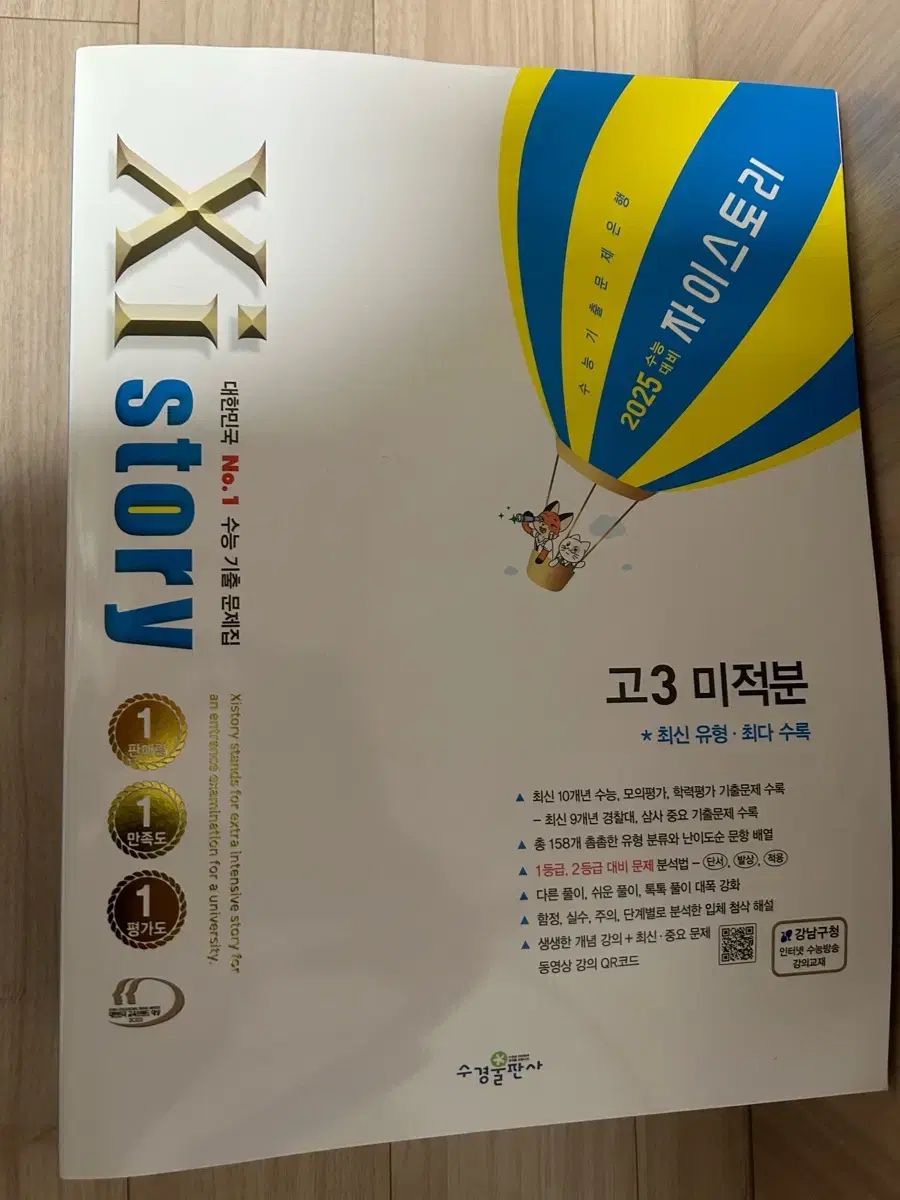 Xi story
대한민국 No.1 수능 기출 문제집
Xistory stands for extra intensive story for
an entrance examination for a university.
1
판매량
1
만족도
1
평가도
수능기출문제은행
2025 수능 대비
자이스토리
고3 미적분
* 최신 유형 · 최다 수록
▲ 최신 10개년 수능, 모의평가, 학력평가 기출문제 수록
– 최신 9개년 경찰대, 삼사 중요 기출문제 수록
▲ 총 158개 촘촘한 유형 분류와 난이도순 문항 배열
▲ 1등급, 2등급 대비 문제 분석법 – 단서, 발상, 적용
▲ 다른 풀이, 쉬운 풀이, 톡톡 풀이 대폭 강화
▲ 함정, 실수, 주의, 단계별로 분석한 입체 첨삭 해설
▲ 생생한 개념 강의 + 최신 · 중요 문제
동영상 강의 QR코드
강남구청
인터넷 수능방송
강의교재
수경출판사